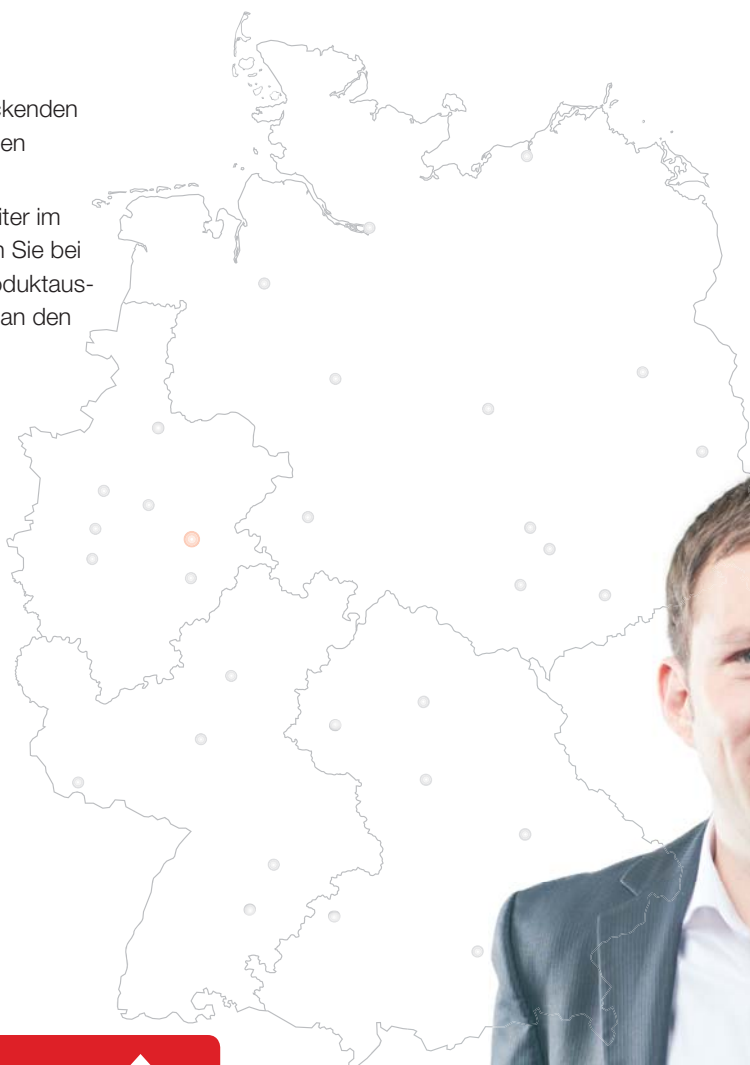 ckenden
en
iter im
n Sie bei
oduktaus-
an den